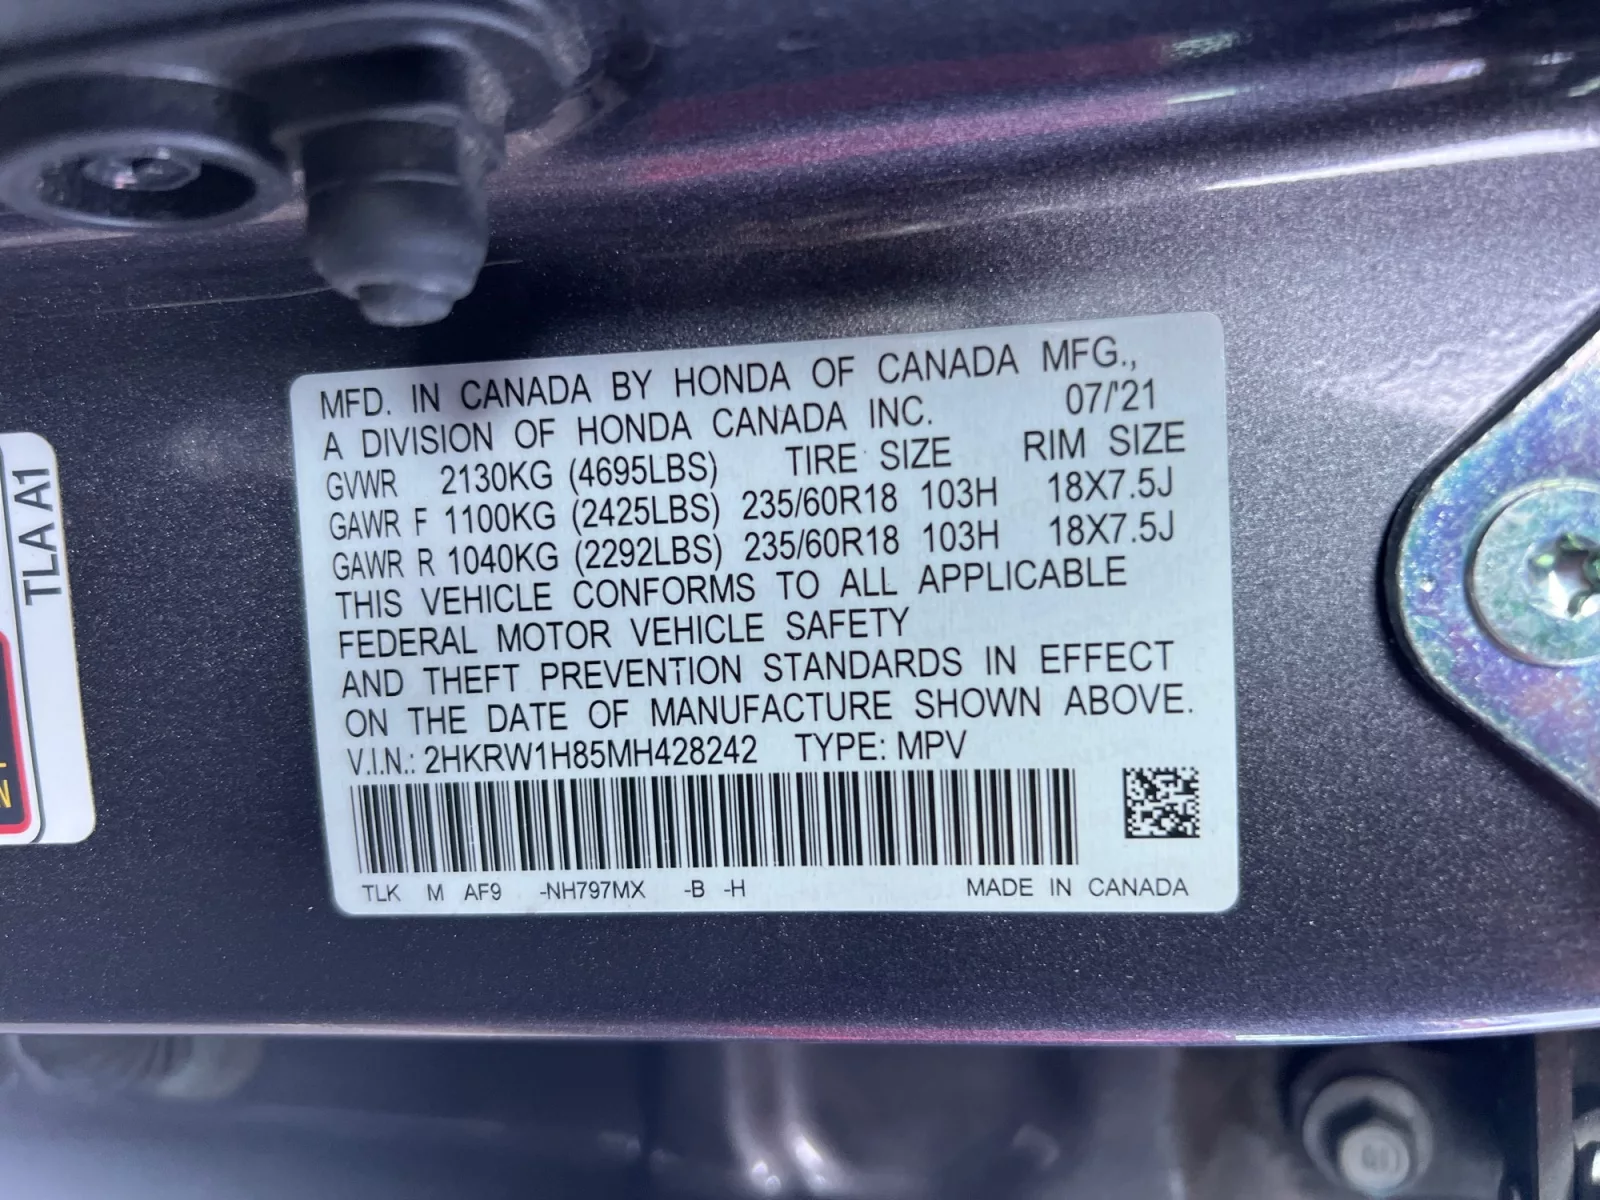 MFD. IN CANADA BY HONDA OF CANADA MFG.,
A DIVISION OF HONDA CANADA INC. 07/'21
GVWR 2130KG (4695LBS) TIRE SIZE RIM SIZE
GAWR F 1100KG (2425LBS) 235/60R18 103H 18X7.5J
GAWR R 1040KG (2292LBS) 235/60R18 103H 18X7.5J
THIS VEHICLE CONFORMS TO ALL APPLICABLE
FEDERAL MOTOR VEHICLE SAFETY
AND THEFT PREVENTION STANDARDS IN EFFECT
ON THE DATE OF MANUFACTURE SHOWN ABOVE.
V.I.N.: 2HKRW1H85MH428242 TYPE: MPV
TLK M AF9 -NH797MX -B -H MADE IN CANADA
TLA A1